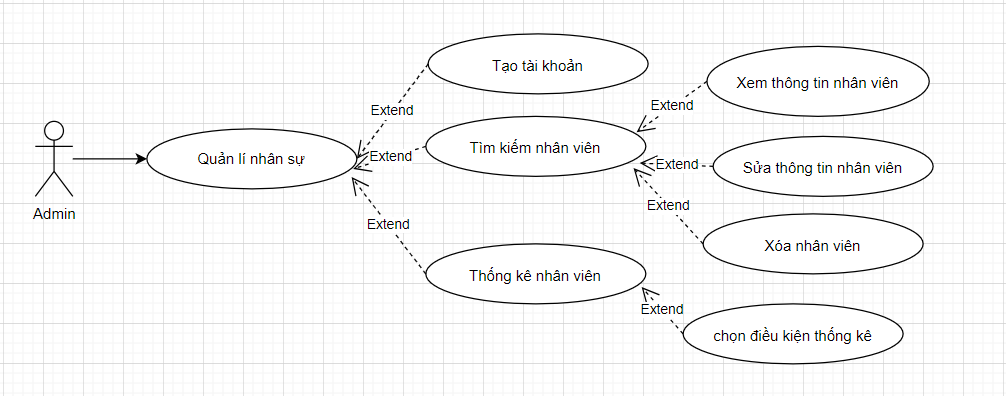 Tạo tài khoản
Xem thông tin nhân viên
Extend
Extend
Quản lí nhân sự
Extend
Tìm kiếm nhân viên
Extend
Sửa thông tin nhân viên
Admin
Extend
Extend
Xóa nhân viên
Thống kê nhân viên
Extend
chọn điều kiện thống kê